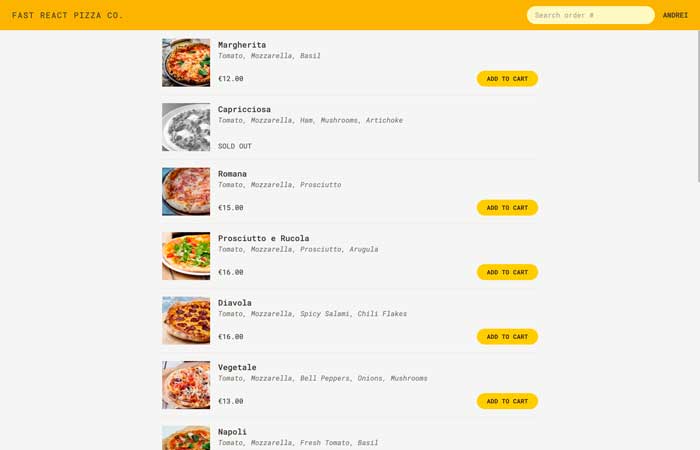 FAST REACT PIZZA CO.
Search order #
ANDREI
Margherita
Tomato, Mozzarella, Basil
€12.00
ADD TO CART
Capricciosa
Tomato, Mozzarella, Ham, Mushrooms, Artichoke
SOLD OUT
Romana
Tomato, Mozzarella, Prosciutto
€15.00
ADD TO CART
Prosciutto e Rucola
Tomato, Mozzarella, Prosciutto, Arugula
€16.00
ADD TO CART
Diavola
Tomato, Mozzarella, Spicy Salami, Chili Flakes
€16.00
ADD TO CART
Vegetale
Tomato, Mozzarella, Bell Peppers, Onions, Mushrooms
€13.00
ADD TO CART
Napoli
Tomato, Mozzarella, Fresh Tomato, Basil